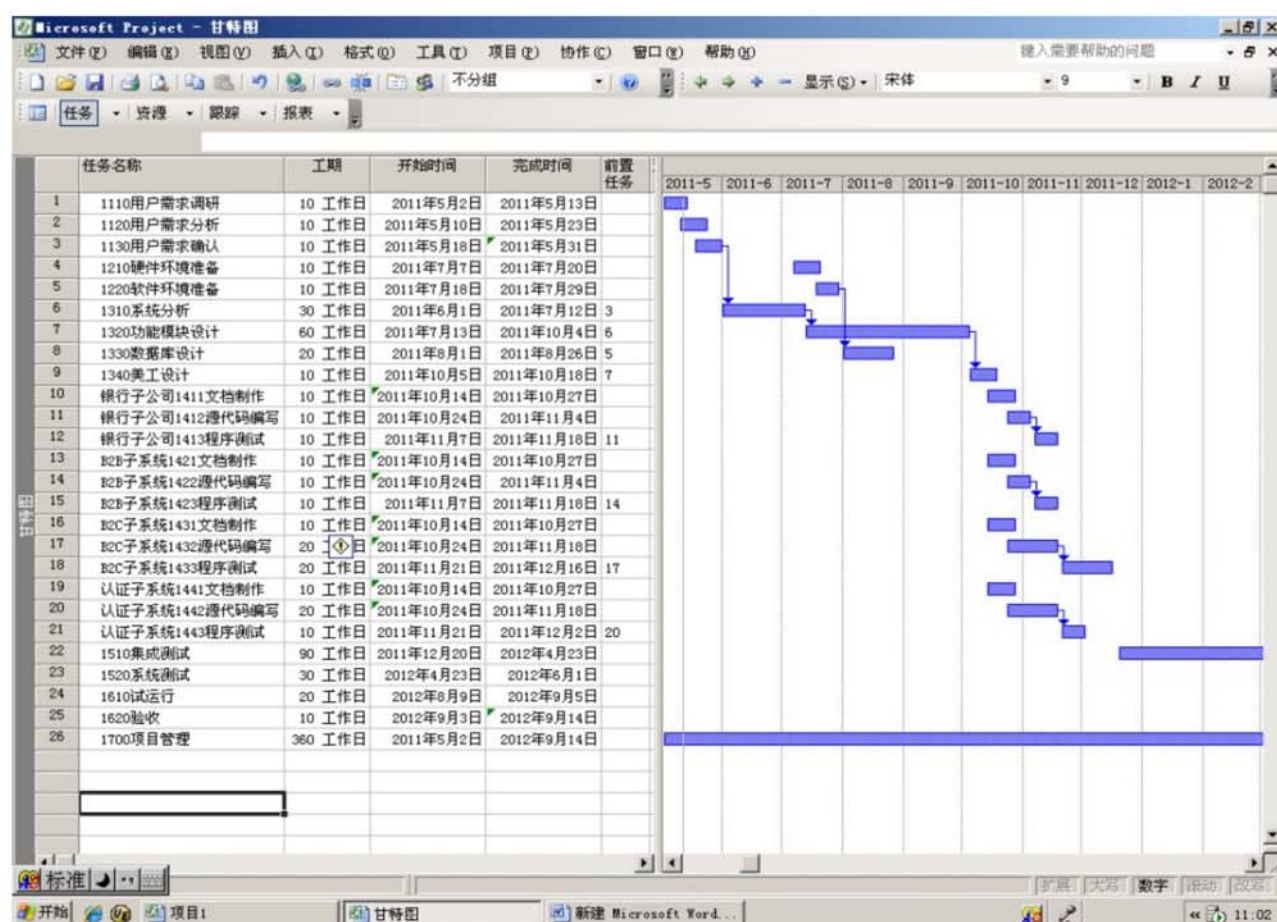 Microsoft Project - 甘特图
文件(F) 编辑(E) 视图(V) 插入(I) 格式(O) 工具(T) 项目(P) 协作(C) 窗口(W) 帮助(H) 键入需要帮助的问题
不分组 显示(S) 宋体 9 B I U
任务 资源 跟踪 报表
任务名称 工期 开始时间 完成时间 前置任务 2011-5 2011-6 2011-7 2011-8 2011-9 2011-10 2011-11 2011-12 2012-1 2012-2
1 1110用户需求调研 10 工作日 2011年5月2日 2011年5月13日
2 1120用户需求分析 10 工作日 2011年5月10日 2011年5月23日
3 1130用户需求确认 10 工作日 2011年5月18日 2011年5月31日
4 1210硬件环境准备 10 工作日 2011年7月7日 2011年7月20日
5 1220软件环境准备 10 工作日 2011年7月18日 2011年7月29日
6 1310系统分析 30 工作日 2011年6月1日 2011年7月12日 3
7 1320功能模块设计 60 工作日 2011年7月13日 2011年10月4日 6
8 1330数据库设计 20 工作日 2011年8月1日 2011年8月26日 5
9 1340美工设计 10 工作日 2011年10月5日 2011年10月18日 7
10 银行子公司1411文档制作 10 工作日 2011年10月14日 2011年10月27日
11 银行子公司1412源代码编写 10 工作日 2011年10月24日 2011年11月4日
12 银行子公司1413程序测试 10 工作日 2011年11月7日 2011年11月18日 11
13 B2B子系统1421文档制作 10 工作日 2011年10月14日 2011年10月27日
14 B2B子系统1422源代码编写 10 工作日 2011年10月24日 2011年11月4日
15 B2B子系统1423程序测试 10 工作日 2011年11月7日 2011年11月18日 14
16 B2C子系统1431文档制作 10 工作日 2011年10月14日 2011年10月27日
17 B2C子系统1432源代码编写 20 工 日 2011年10月24日 2011年11月18日
18 B2C子系统1433程序测试 20 工作日 2011年11月21日 2011年12月16日 17
19 认证子系统1441文档制作 10 工作日 2011年10月14日 2011年10月27日
20 认证子系统1442源代码编写 20 工作日 2011年10月24日 2011年11月18日
21 认证子系统1443程序测试 10 工作日 2011年11月21日 2011年12月2日 20
22 1510集成测试 90 工作日 2011年12月20日 2012年4月23日
23 1520系统测试 30 工作日 2012年4月23日 2012年6月1日
24 1610试运行 20 工作日 2012年8月9日 2012年9月5日
25 1620验收 10 工作日 2012年9月3日 2012年9月14日
26 1700项目管理 360 工作日 2011年5月2日 2012年9月14日
甘特图
标准
扩展 大写 数字 滚动 改写
开始 项目1 甘特图 新建 Microsoft Word... 11:02